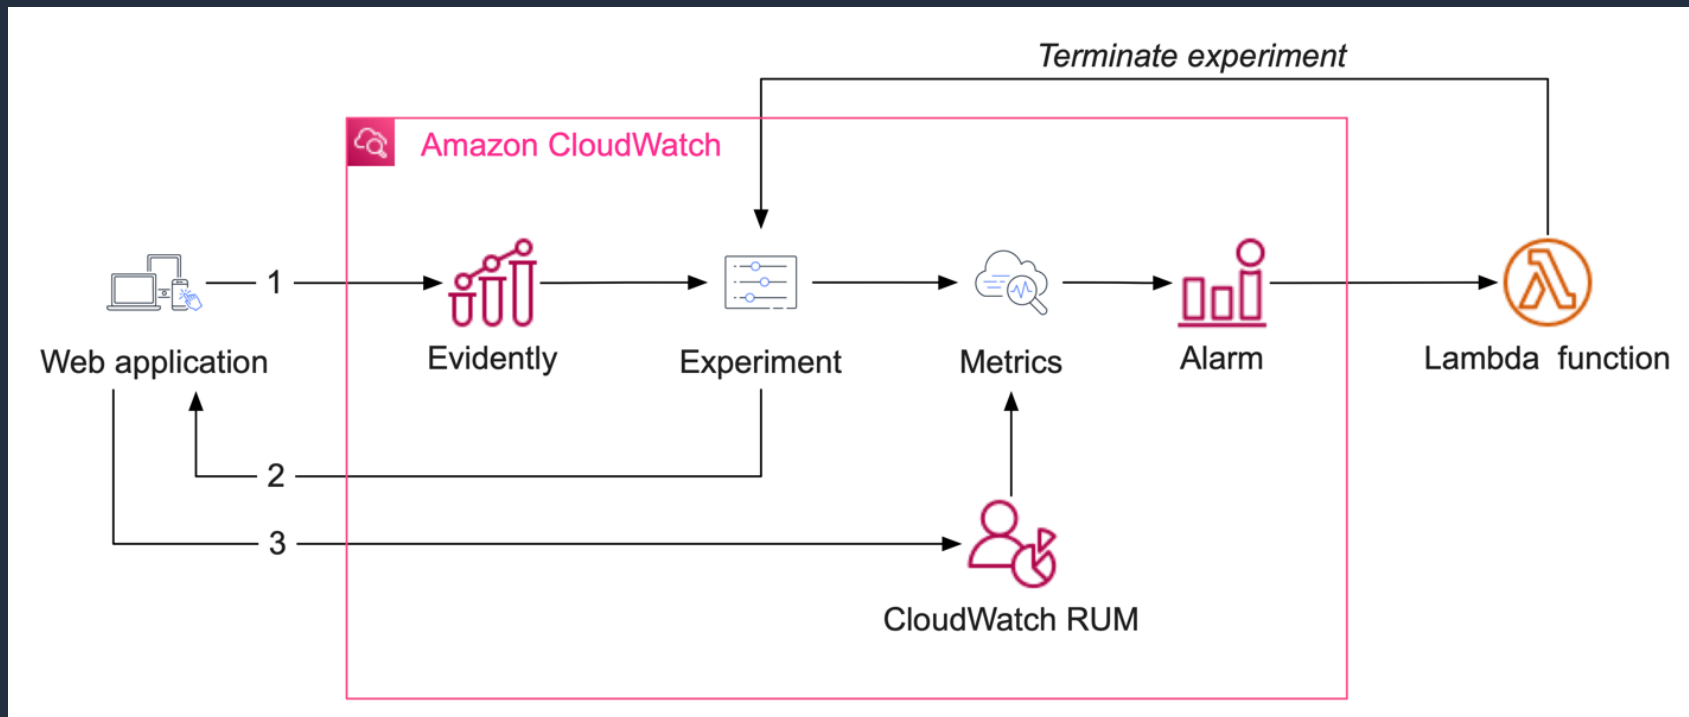 Terminate experiment
Amazon CloudWatch
1
Web application
Evidently
Experiment
Metrics
Alarm
Lambda function
2
3
CloudWatch RUM